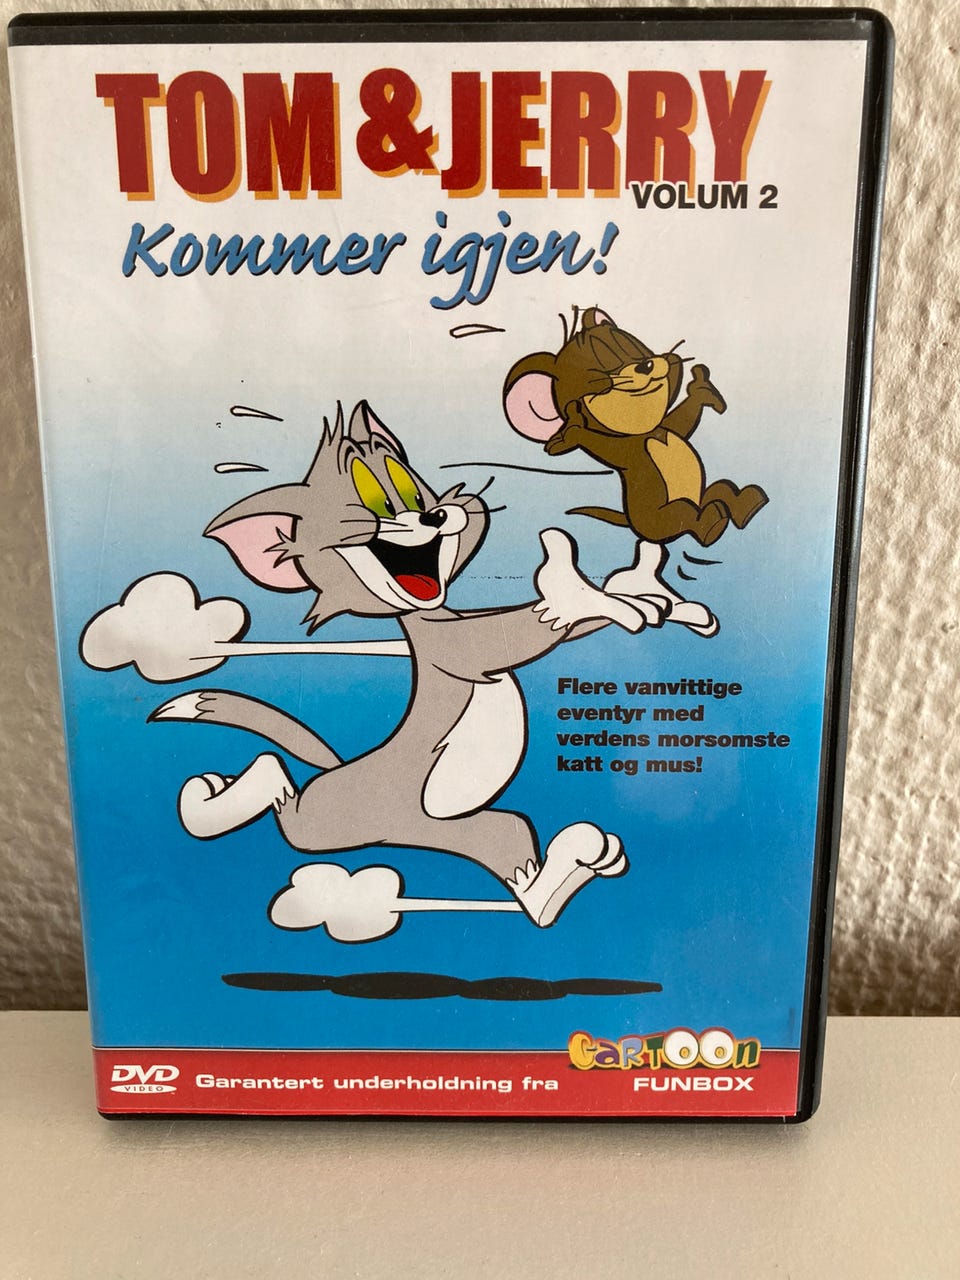 TOM & JERRY
VOLUM 2
Kommer igjen!
Flere vanvittige
eventyr med
verdens morsomste
katt og mus!
DVD
VIDEO
Garantert underholdning fra
CARTOOn
FUNBOX